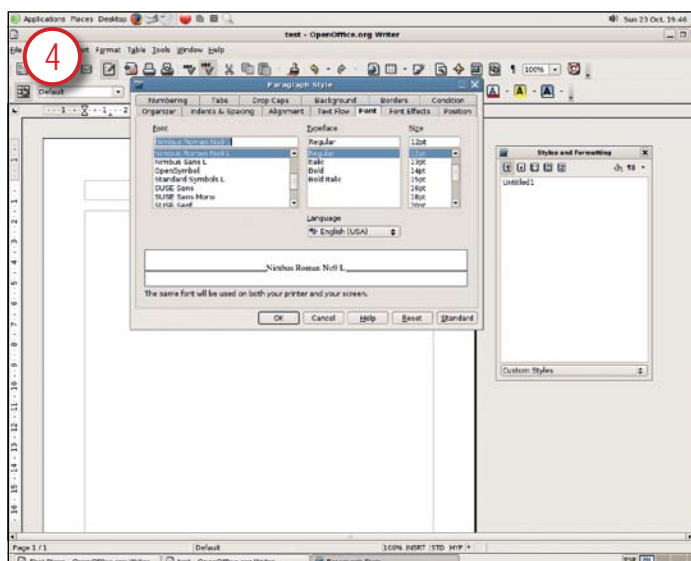 Applications Places Desktop Sun 23 Oct, 19:46
test - OpenOffice.org Writer
File
4
Format Table Tools Window Help
100%
Default
Paragraph Style
Numbering Tabs Drop Caps Background Borders Condition
Organizer Indents & Spacing Alignment Text Flow Font Font Effects Position
Font Typeface Size
Nimbus Roman No9 L Regular 12pt
Nimbus Roman No9 L Regular 12pt
Nimbus Sans L Italic 13pt
OpenSymbol Bold 14pt
Standard Symbols L Bold Italic 15pt
SUSE Sans 16pt
SUSE Sans Mono 18pt
SUSE Serif 20pt
Language
English (USA)
Nimbus Roman No9 L
The same font will be used on both your printer and your screen.
OK Cancel Help Reset Standard
Styles and Formatting
Untitled1
Custom Styles
Page 1 / 1 Default 100% INSRT STD HYP *